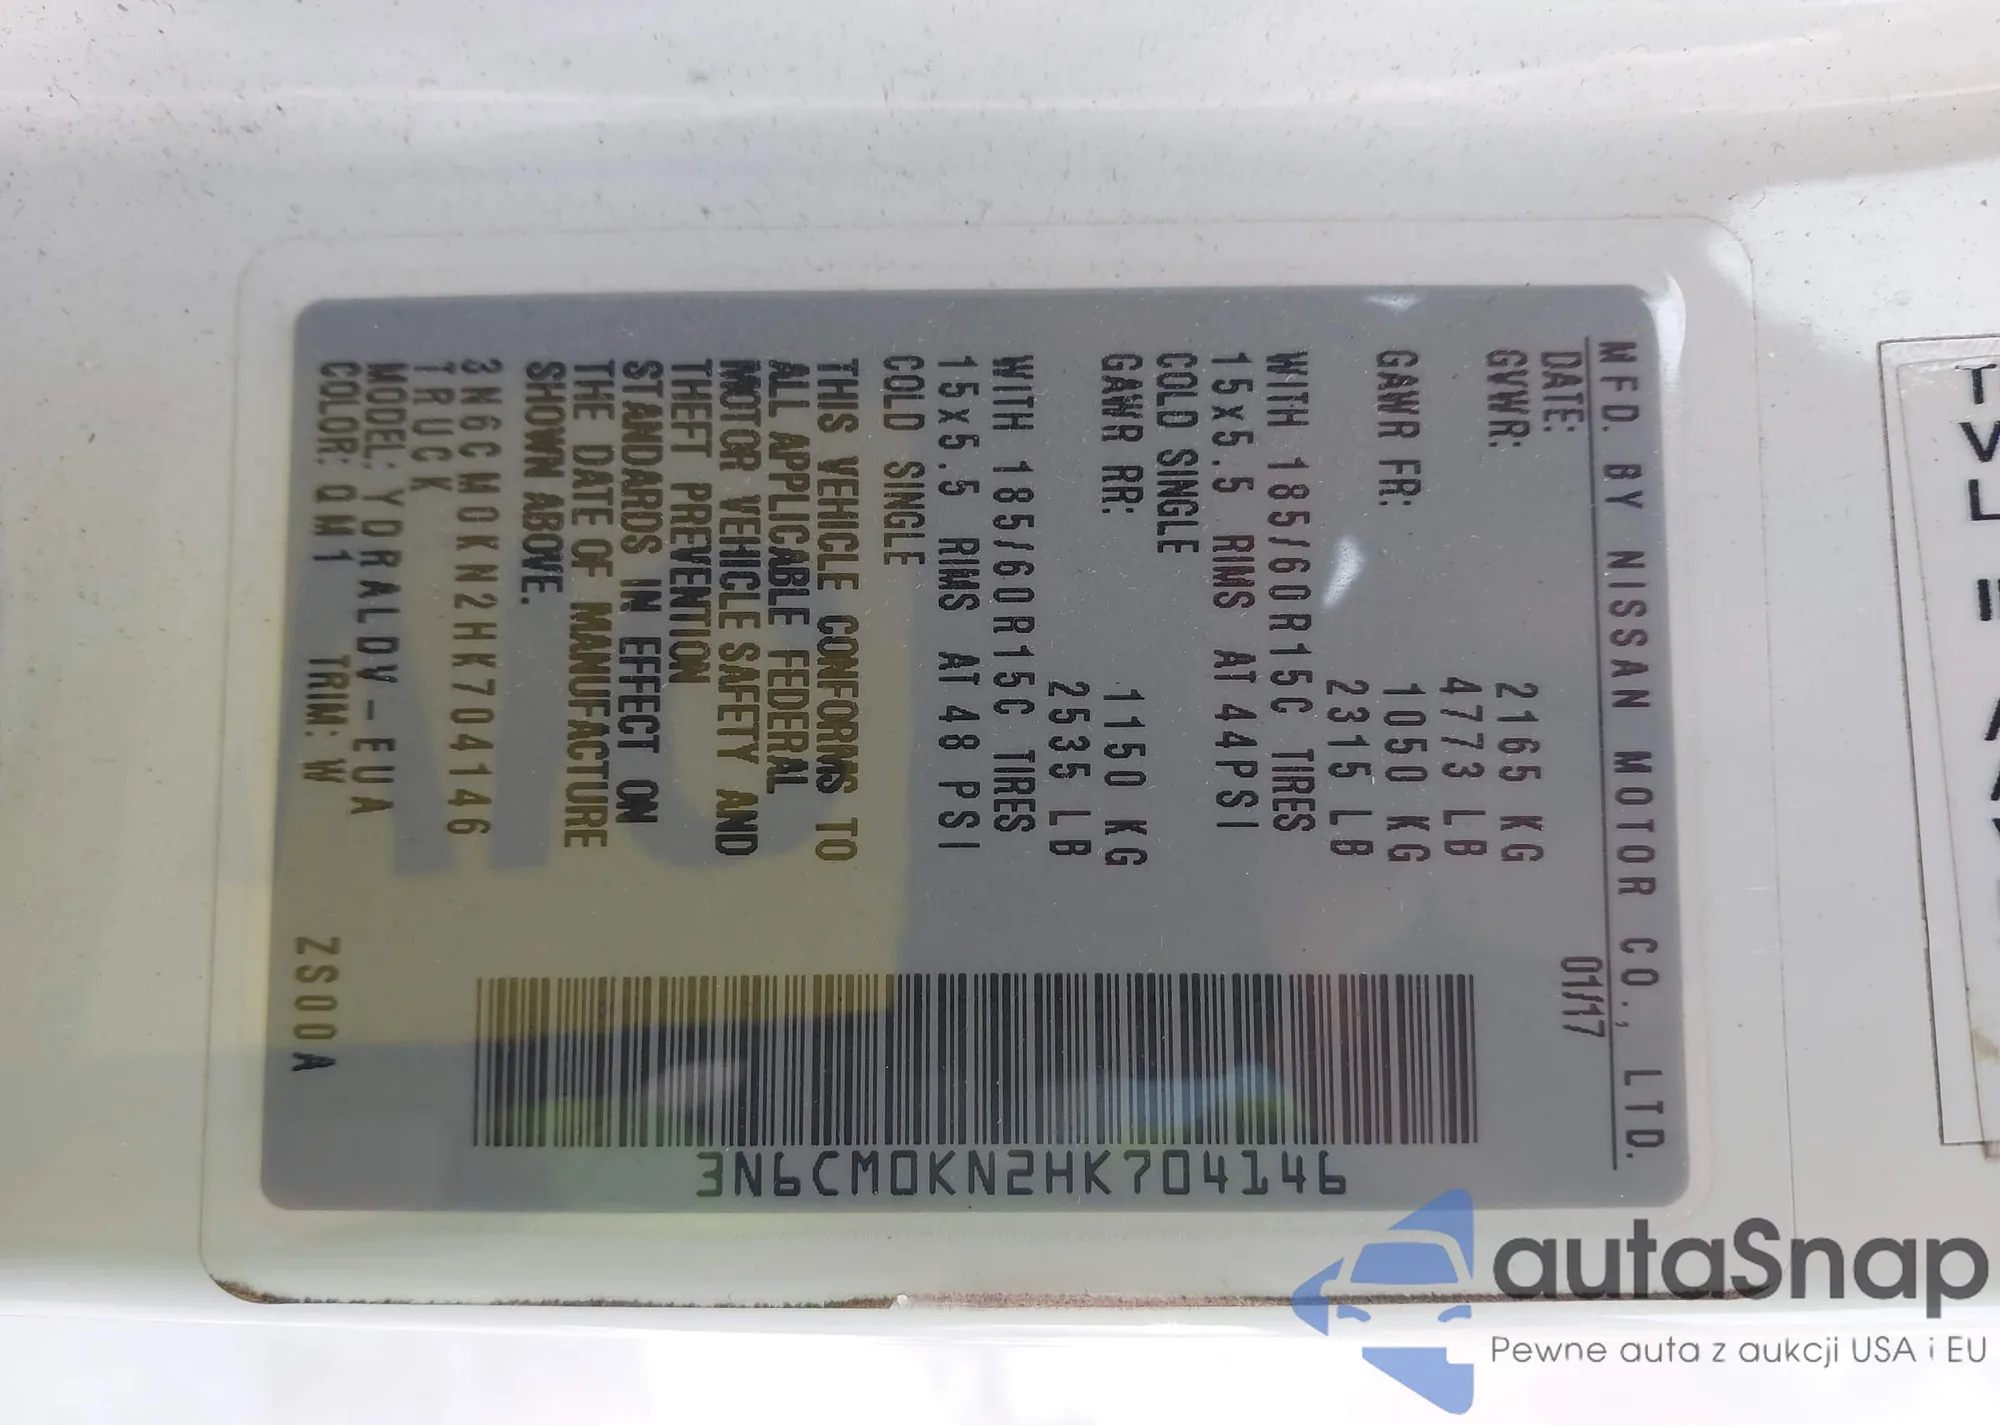 MFD. BY NISSAN MOTOR CO., LTD.
DATE: 01/17
GVWR: 2165 KG
4773 LB
GAWR FR: 1050 KG
2315 LB
WITH 185/60R15C TIRES
15x5.5 RIMS AT 44PSI
COLD SINGLE
GAWR RR: 1150 KG
2535 LB
WITH 185/60R15C TIRES
15x5.5 RIMS AT 48 PSI
COLD SINGLE
THIS VEHICLE CONFORMS TO
ALL APPLICABLE FEDERAL
MOTOR VEHICLE SAFETY AND
THEFT PREVENTION
STANDARDS IN EFFECT ON
THE DATE OF MANUFACTURE
SHOWN ABOVE.
3N6CM0KN2HK704146
TRUCK
MODEL: YDRALDV-EUA
COLOR: QM1 TRIM: W ZS00A
3N6CM0KN2HK704146
autaSnap
Pewne auta z aukcji USA i EU